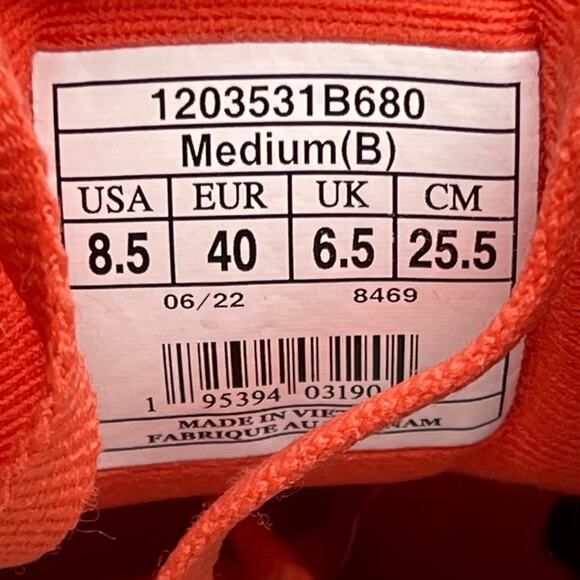 1203531B680
Medium(B)
USA EUR UK CM
8.5 40 6.5 25.5
06/22 8469
1 95394 03190
MADE IN
FABRIQUE AU